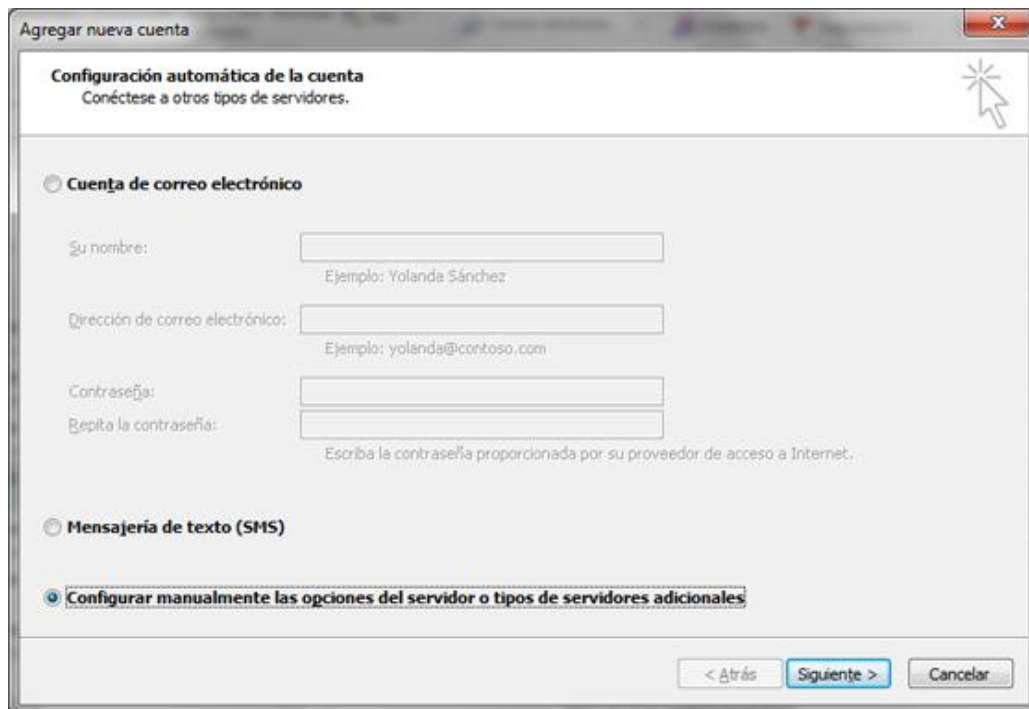 Agregar nueva cuenta
Configuración automática de la cuenta
Conéctese a otros tipos de servidores.
Cuenta de correo electrónico
Su nombre:
Ejemplo: Yolanda Sánchez
Dirección de correo electrónico:
Ejemplo: yolanda@contoso.com
Contraseña:
Repita la contraseña:
Escriba la contraseña proporcionada por su proveedor de acceso a Internet.
Mensajería de texto (SMS)
Configurar manualmente las opciones del servidor o tipos de servidores adicionales
< Atrás Siguiente > Cancelar